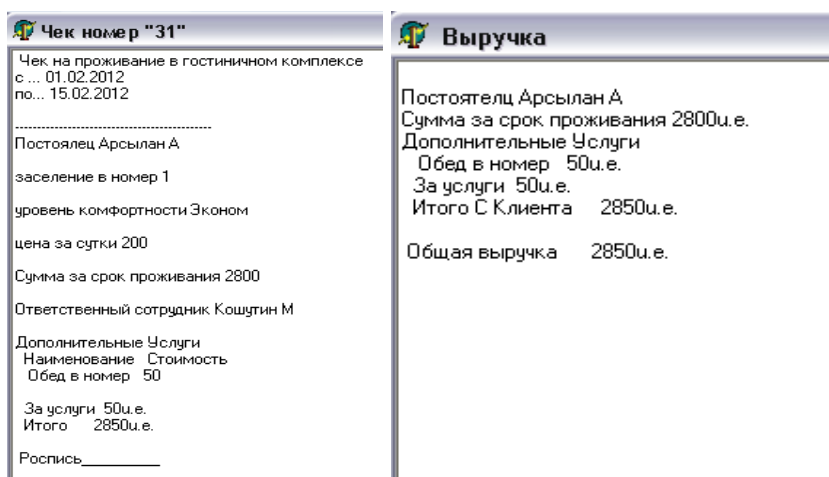 Чек номер "31"
Чек на проживание в гостиничном комплексе
с ... 01.02.2012
по... 15.02.2012
-------------------------------------------
Постоялец Арсылан А
заселение в номер 1
уровень комфортности Эконом
цена за сутки 200
Сумма за срок проживания 2800
Ответственный сотрудник Кошутин М
Дополнительные Услуги
Наименование Стоимость
Обед в номер 50
За услуги 50u.e.
Итого 2850u.e.
Роспись__________
Выручка
Постоятелц Арсылан А
Сумма за срок проживания 2800u.e.
Дополнительные Услуги
Обед в номер 50u.e.
За услуги 50u.e.
Итого С Клиента 2850u.e.
Общая выручка 2850u.e.